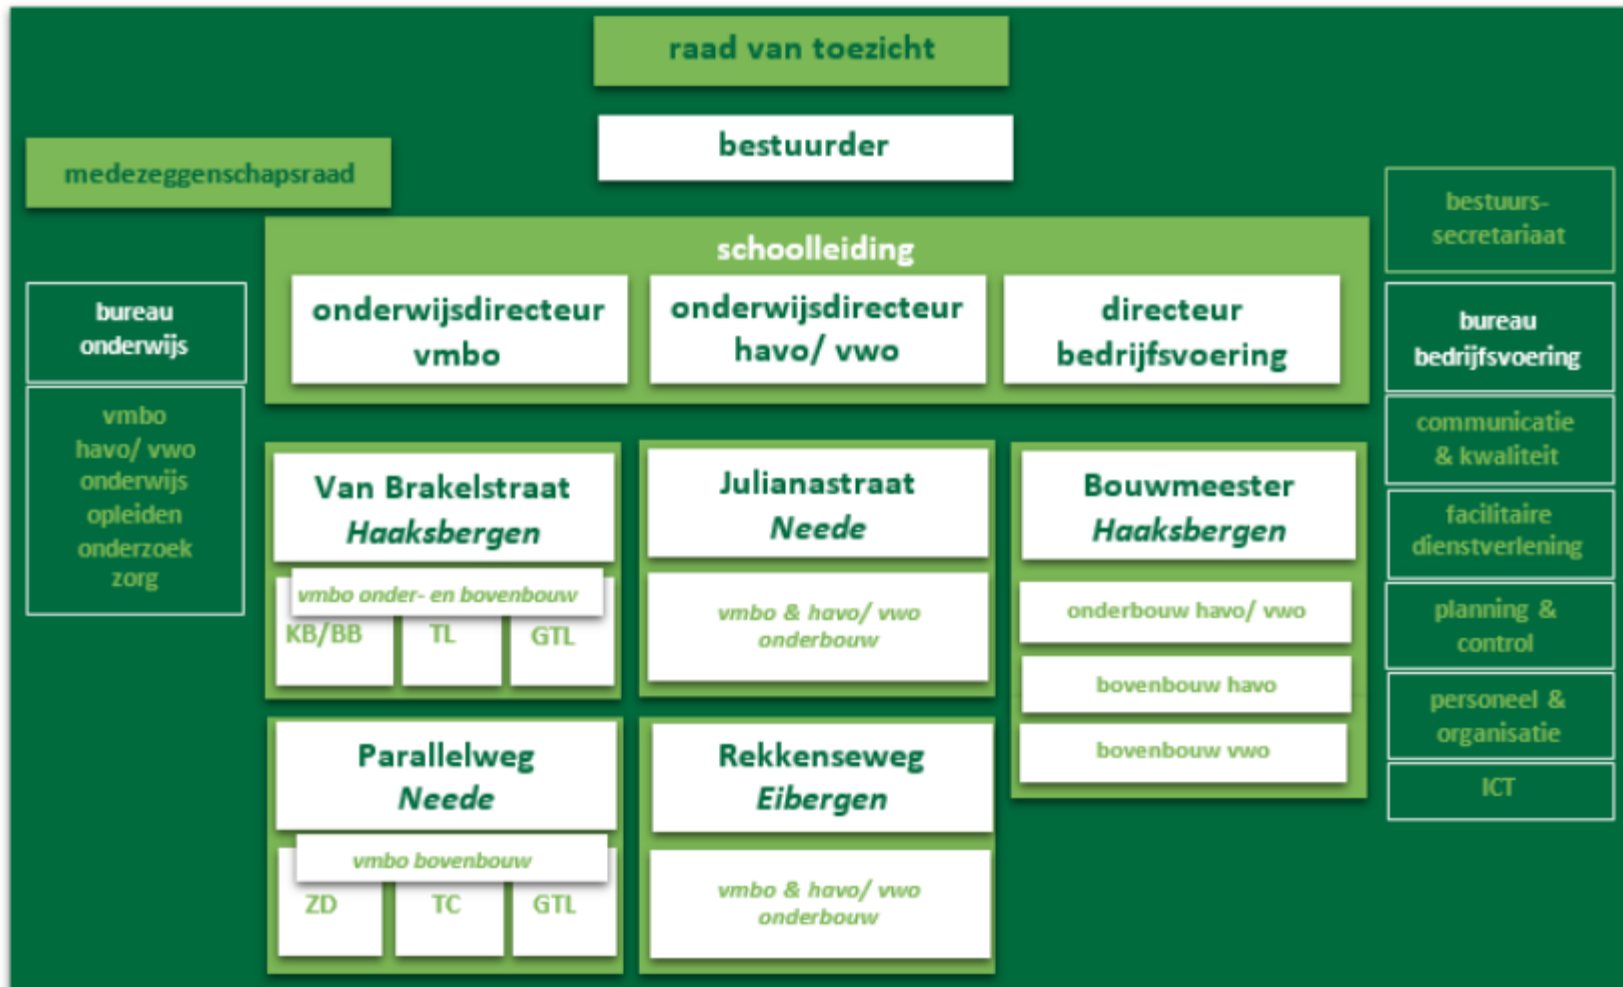 raad van toezicht
bestuurder
medezeggenschapsraad
schoolleiding
onderwijsdirecteur
vmbo
onderwijsdirecteur
havo/ vwo
directeur
bedrijfsvoering
bureau
onderwijs
vmbo
havo/ vwo
onderwijs
opleiden
onderzoek
zorg
Van Brakelstraat
Haaksbergen
vmbo onder- en bovenbouw
KB/BB
TL
GTL
Julianastraat
Neede
vmbo & havo/ vwo
onderbouw
Bouwmeester
Haaksbergen
onderbouw havo/ vwo
bovenbouw havo
bovenbouw vwo
Parallelweg
Neede
vmbo bovenbouw
ZD
TC
GTL
Rekkenseweg
Eibergen
vmbo & havo/ vwo
onderbouw
bestuurs-
secretariaat
bureau
bedrijfsvoering
communicatie
& kwaliteit
facilitaire
dienstverlening
planning &
control
personeel &
organisatie
ICT